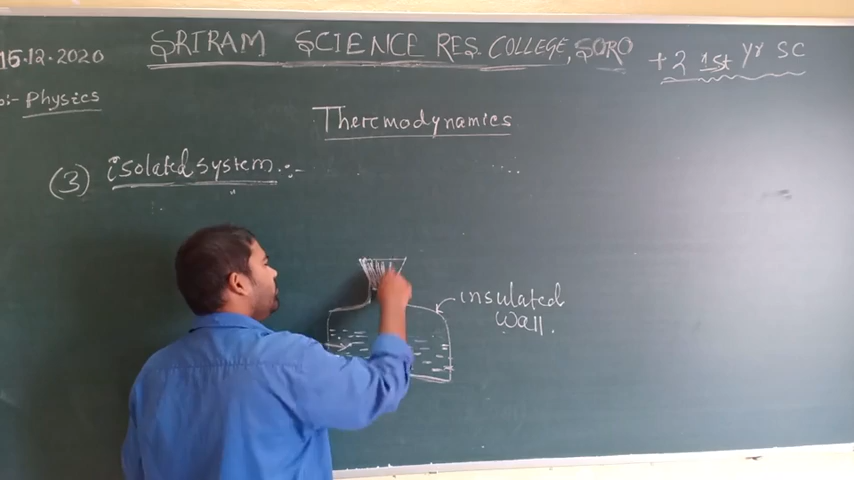 15.12.2020 SRIRAM SCIENCE RES. COLLEGE, SORO +2 1st yr SC
:- Physics
Thermodynamics
(3) isolated system :-
insulated
wall.